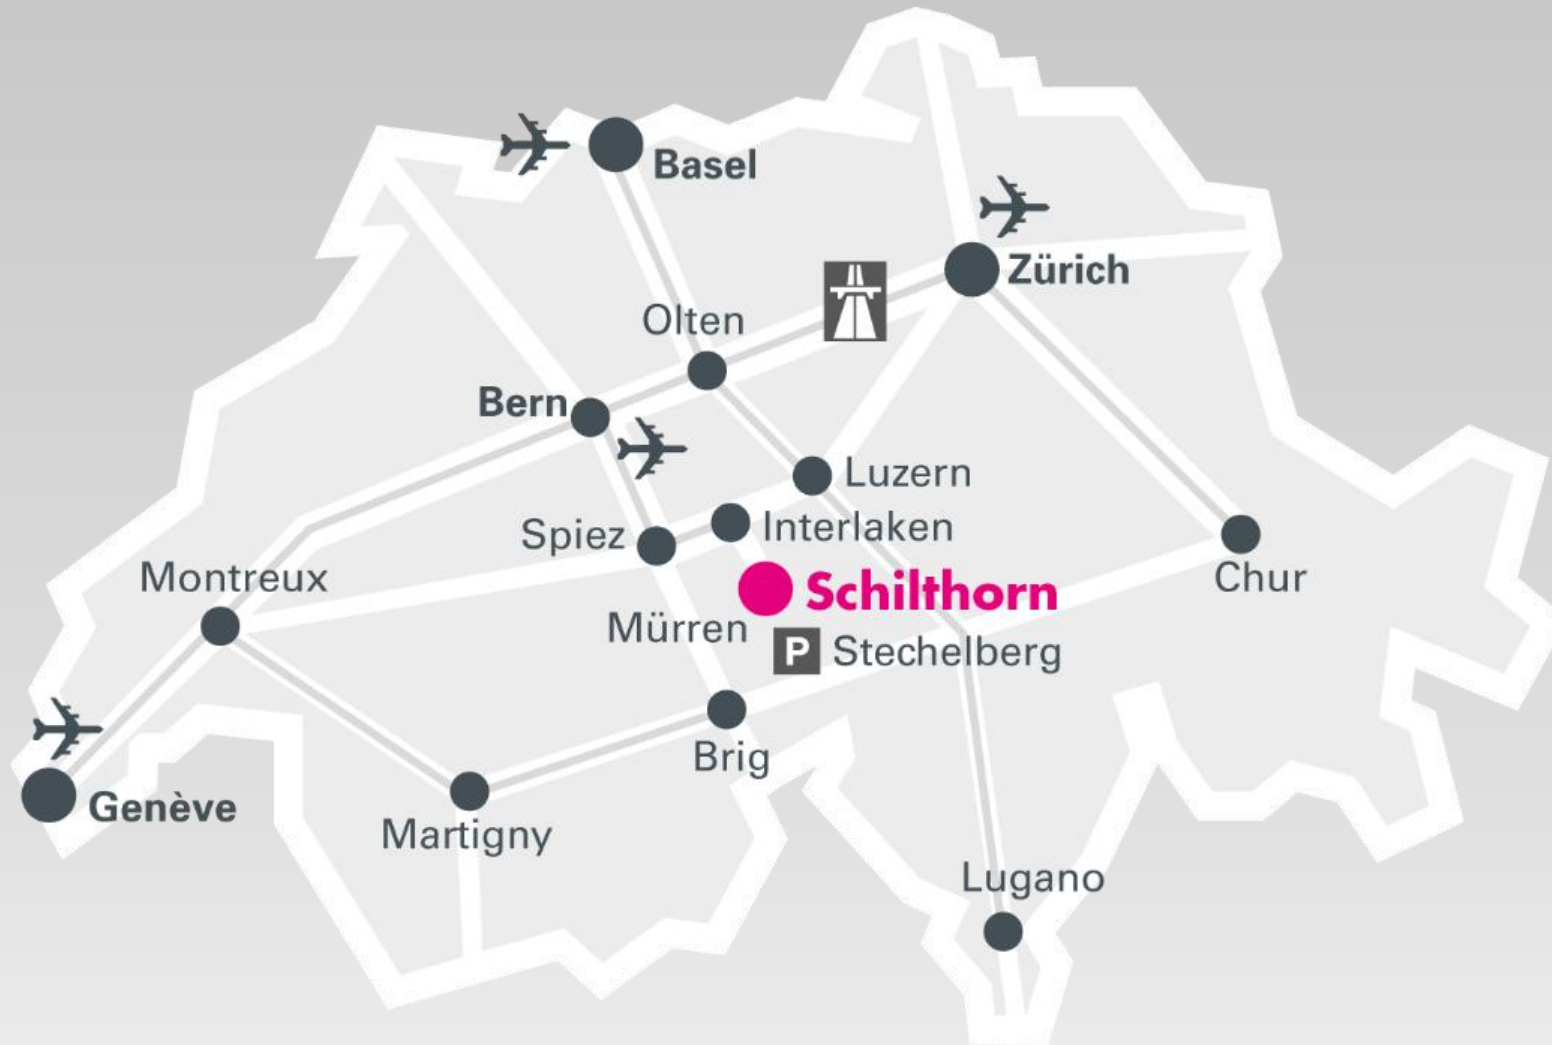 Basel
Zürich
Olten
Bern
Luzern
Interlaken
Spiez
Montreux
Chur
Schilthorn
Mürren
P Stechelberg
Brig
Genève
Martigny
Lugano